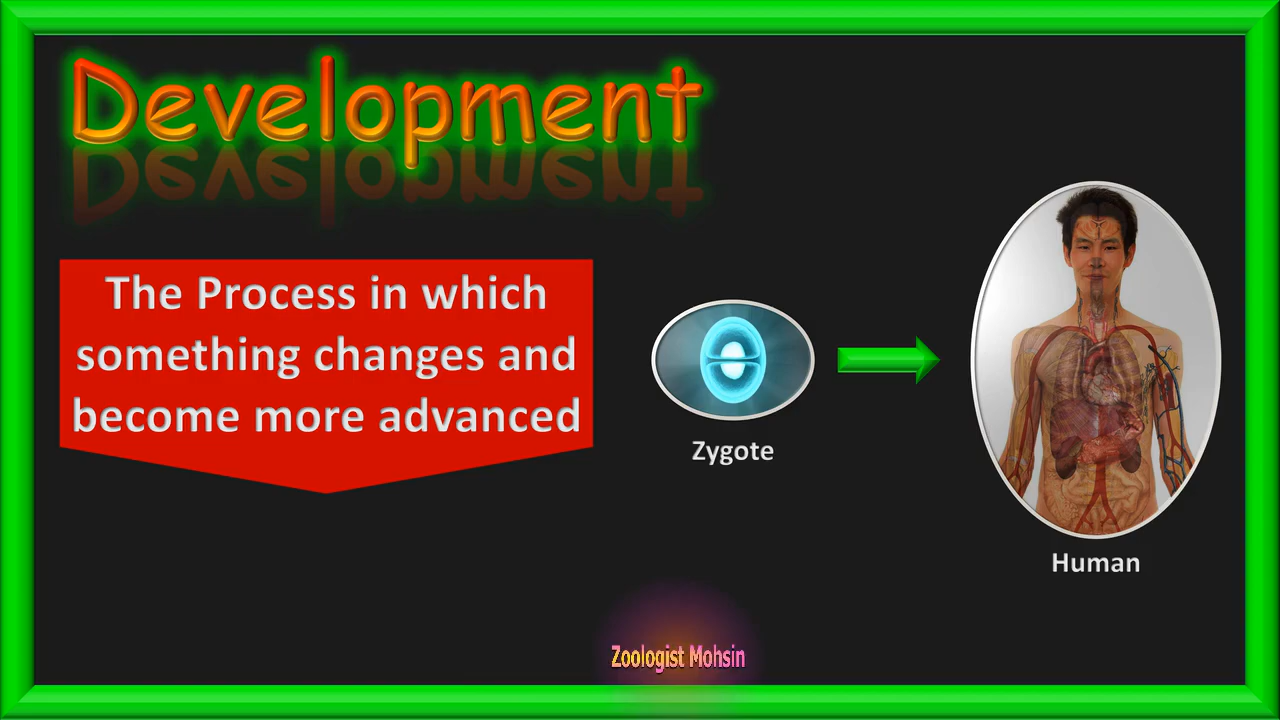 Development
The Process in which
something changes and
become more advanced
Zygote
Human
Zoologist Mohsin